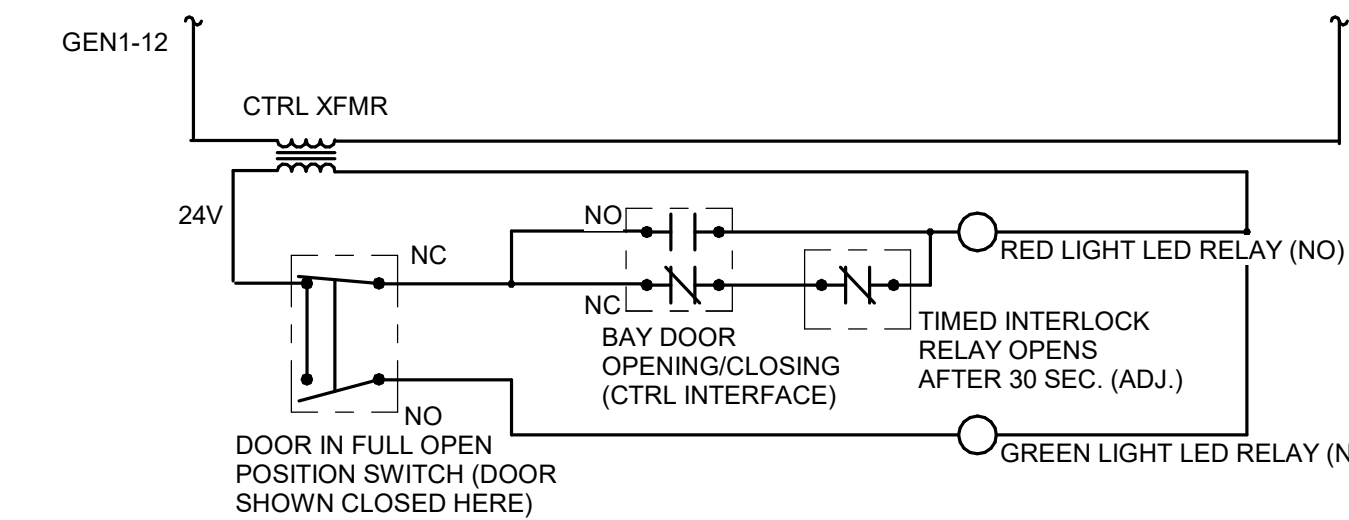 GEN1-12
CTRL XFMR
24V
NO
NC
RED LIGHT LED RELAY (NO)
NC
BAY DOOR
OPENING/CLOSING
(CTRL INTERFACE)
TIMED INTERLOCK
RELAY OPENS
AFTER 30 SEC. (ADJ.)
NO
DOOR IN FULL OPEN
POSITION SWITCH (DOOR
SHOWN CLOSED HERE)
GREEN LIGHT LED RELAY (N